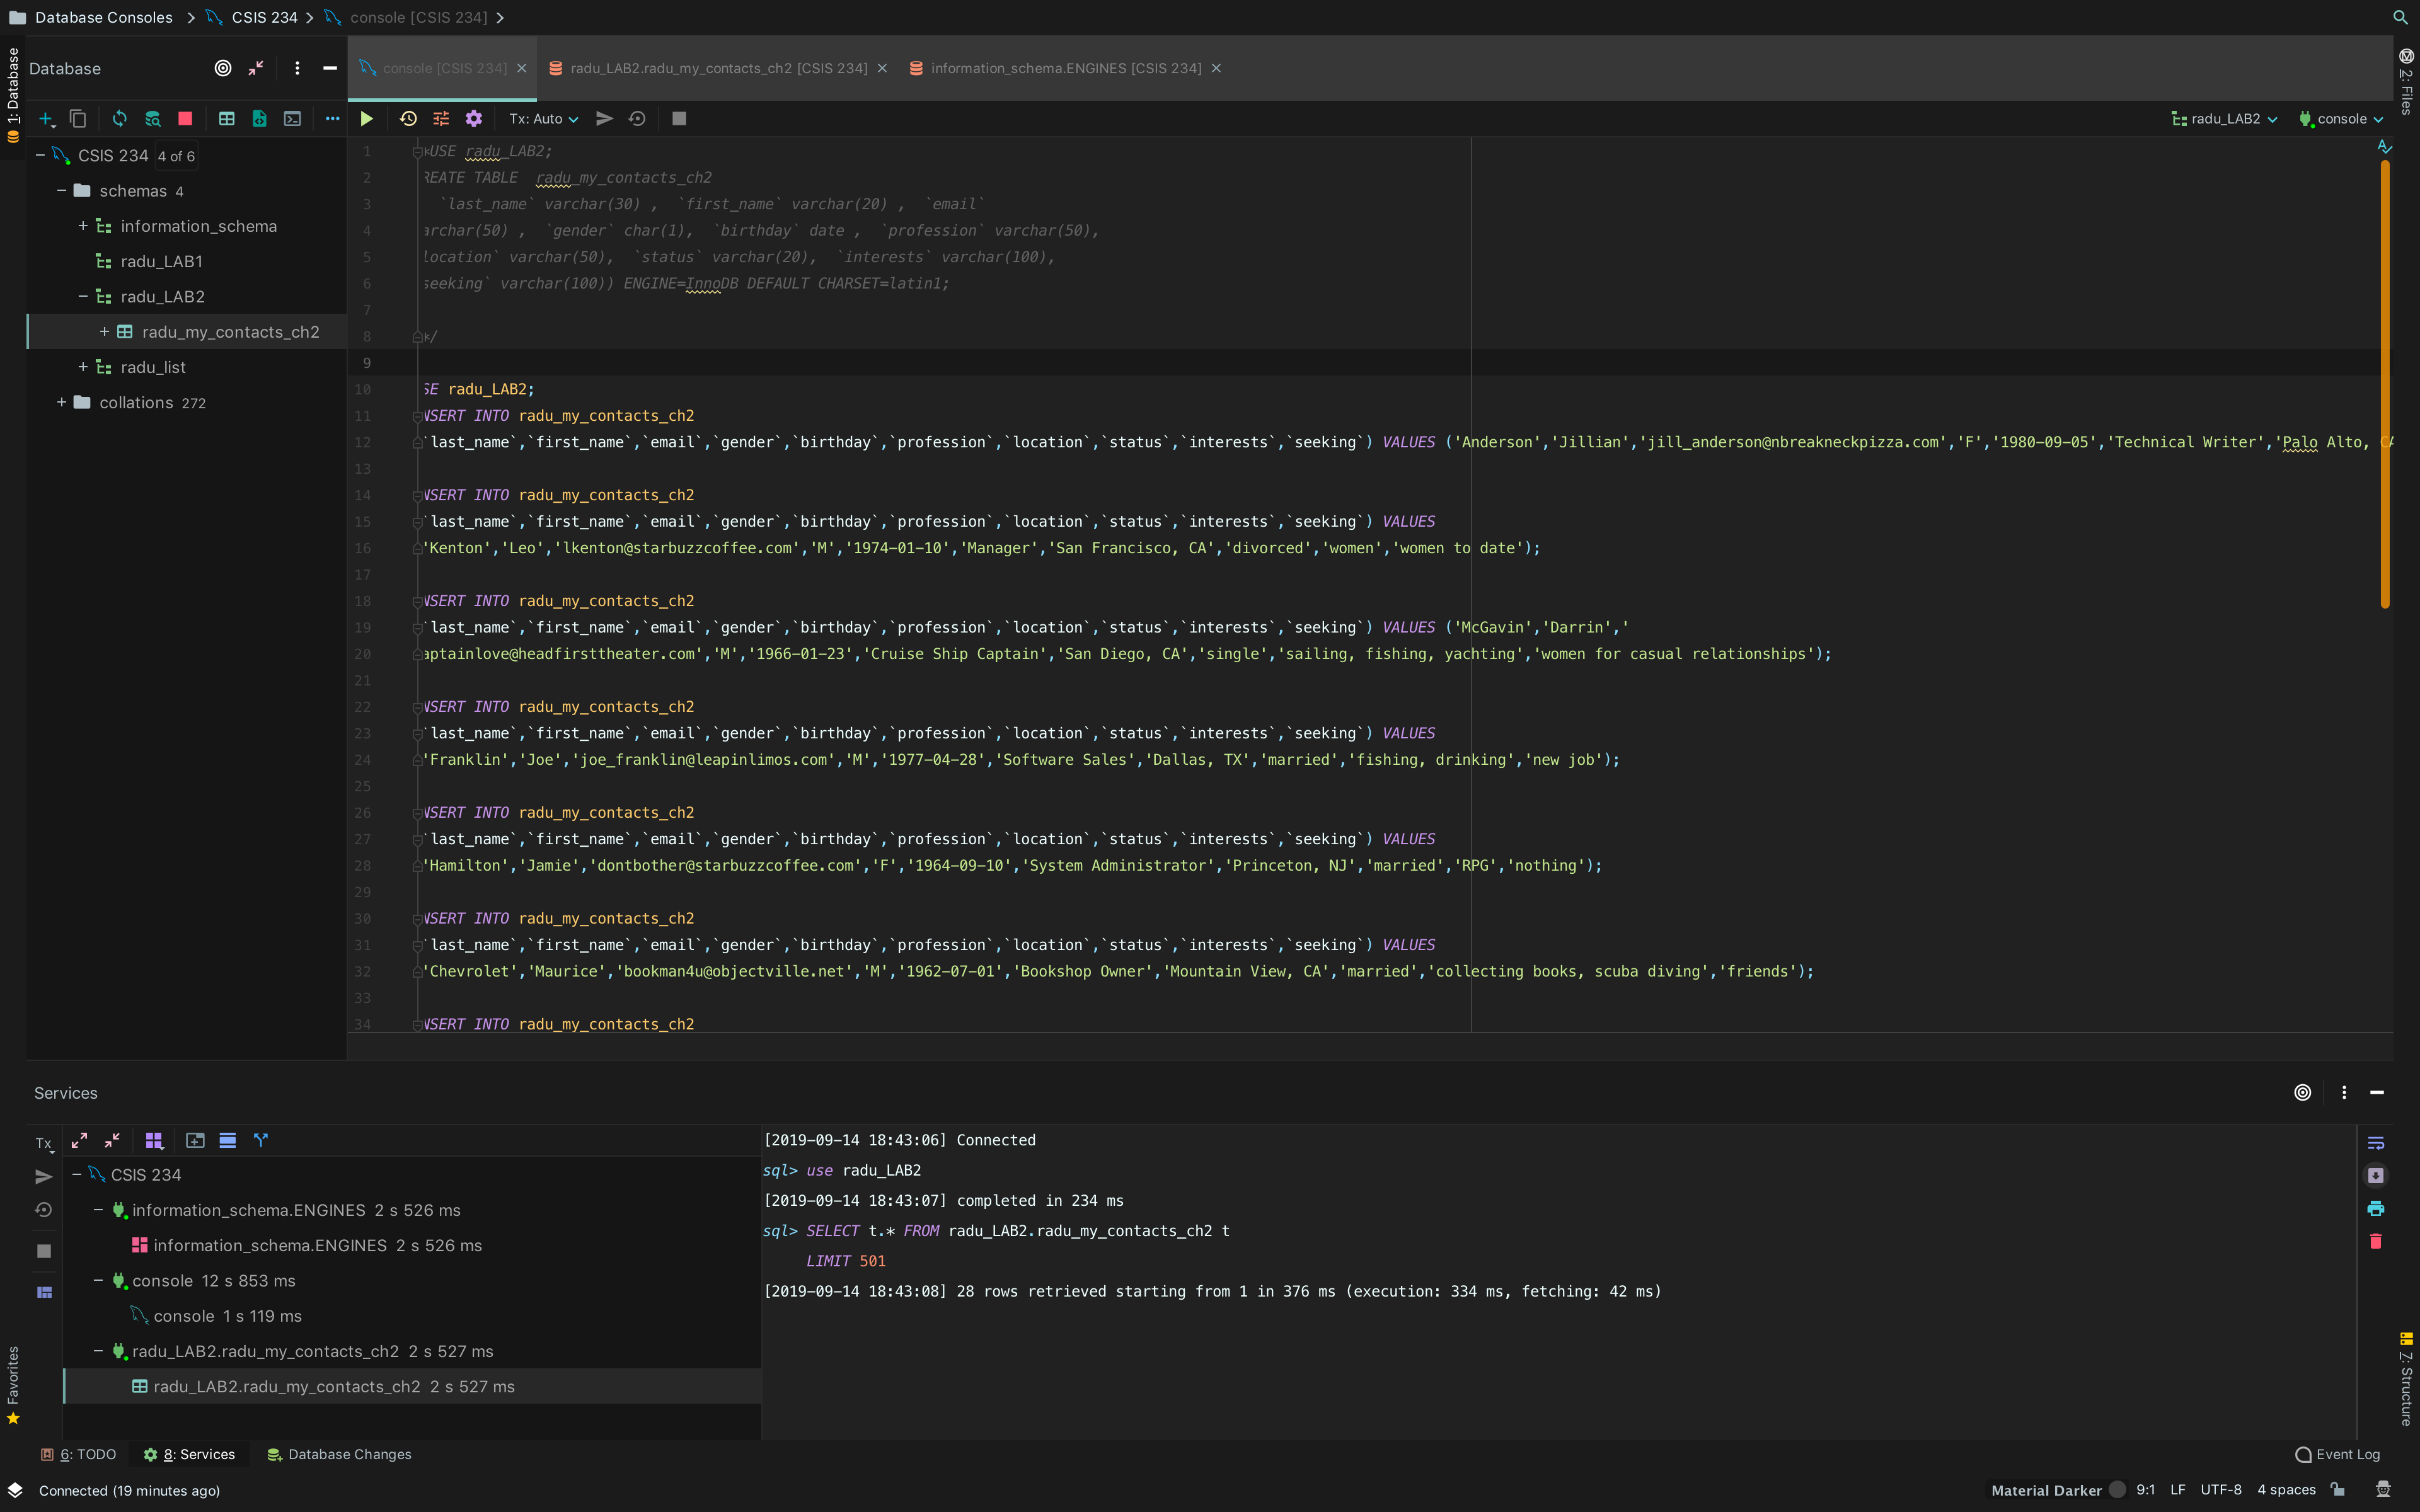 Database Consoles
CSIS 234
console [CSIS 234]
1: Database
Database
console [CSIS 234]
radu_LAB2.radu_my_contacts_ch2 [CSIS 234]
information_schema.ENGINES [CSIS 234]
2: Files
Tx: Auto
radu_LAB2
console
CSIS 234 4 of 6
schemas 4
information_schema
radu_LAB1
radu_LAB2
radu_my_contacts_ch2
radu_list
collations 272
1 *USE radu_LAB2;
2 REATE TABLE  radu_my_contacts_ch2
3 `last_name` varchar(30) ,  `first_name` varchar(20) ,  `email`
4 archar(50) ,  `gender` char(1),  `birthday` date ,  `profession` varchar(50),
5 location` varchar(50),  `status` varchar(20),  `interests` varchar(100),
6 seeking` varchar(100)) ENGINE=InnoDB DEFAULT CHARSET=latin1;
7
8 */
9
10 SE radu_LAB2;
11 NSERT INTO radu_my_contacts_ch2
12 `last_name`,`first_name`,`email`,`gender`,`birthday`,`profession`,`location`,`status`,`interests`,`seeking`) VALUES ('Anderson','Jillian','jill_anderson@nbreakneckpizza.com','F','1980-09-05','Technical Writer','Palo Alto, CA
13
14 NSERT INTO radu_my_contacts_ch2
15 `last_name`,`first_name`,`email`,`gender`,`birthday`,`profession`,`location`,`status`,`interests`,`seeking`) VALUES
16 'Kenton','Leo','lkenton@starbuzzcoffee.com','M','1974-01-10','Manager','San Francisco, CA','divorced','women','women to date');
17
18 NSERT INTO radu_my_contacts_ch2
19 `last_name`,`first_name`,`email`,`gender`,`birthday`,`profession`,`location`,`status`,`interests`,`seeking`) VALUES ('McGavin','Darrin','
20 aptainlove@headfirsttheater.com','M','1966-01-23','Cruise Ship Captain','San Diego, CA','single','sailing, fishing, yachting','women for casual relationships');
21
22 NSERT INTO radu_my_contacts_ch2
23 `last_name`,`first_name`,`email`,`gender`,`birthday`,`profession`,`location`,`status`,`interests`,`seeking`) VALUES
24 'Franklin','Joe','joe_franklin@leapinlimos.com','M','1977-04-28','Software Sales','Dallas, TX','married','fishing, drinking','new job');
25
26 NSERT INTO radu_my_contacts_ch2
27 `last_name`,`first_name`,`email`,`gender`,`birthday`,`profession`,`location`,`status`,`interests`,`seeking`) VALUES
28 'Hamilton','Jamie','dontbother@starbuzzcoffee.com','F','1964-09-10','System Administrator','Princeton, NJ','married','RPG','nothing');
29
30 NSERT INTO radu_my_contacts_ch2
31 `last_name`,`first_name`,`email`,`gender`,`birthday`,`profession`,`location`,`status`,`interests`,`seeking`) VALUES
32 'Chevrolet','Maurice','bookman4u@objectville.net','M','1962-07-01','Bookshop Owner','Mountain View, CA','married','collecting books, scuba diving','friends');
33
34 NSERT INTO radu_my_contacts_ch2
Services
Tx
CSIS 234
information_schema.ENGINES 2 s 526 ms
information_schema.ENGINES 2 s 526 ms
console 12 s 853 ms
console 1 s 119 ms
radu_LAB2.radu_my_contacts_ch2 2 s 527 ms
radu_LAB2.radu_my_contacts_ch2 2 s 527 ms
[2019-09-14 18:43:06] Connected
sql> use radu_LAB2
[2019-09-14 18:43:07] completed in 234 ms
sql> SELECT t.* FROM radu_LAB2.radu_my_contacts_ch2 t
LIMIT 501
[2019-09-14 18:43:08] 28 rows retrieved starting from 1 in 376 ms (execution: 334 ms, fetching: 42 ms)
Favorites
7: Structure
6: TODO
8: Services
Database Changes
Event Log
Connected (19 minutes ago)
Material Darker
9:1
LF
UTF-8
4 spaces